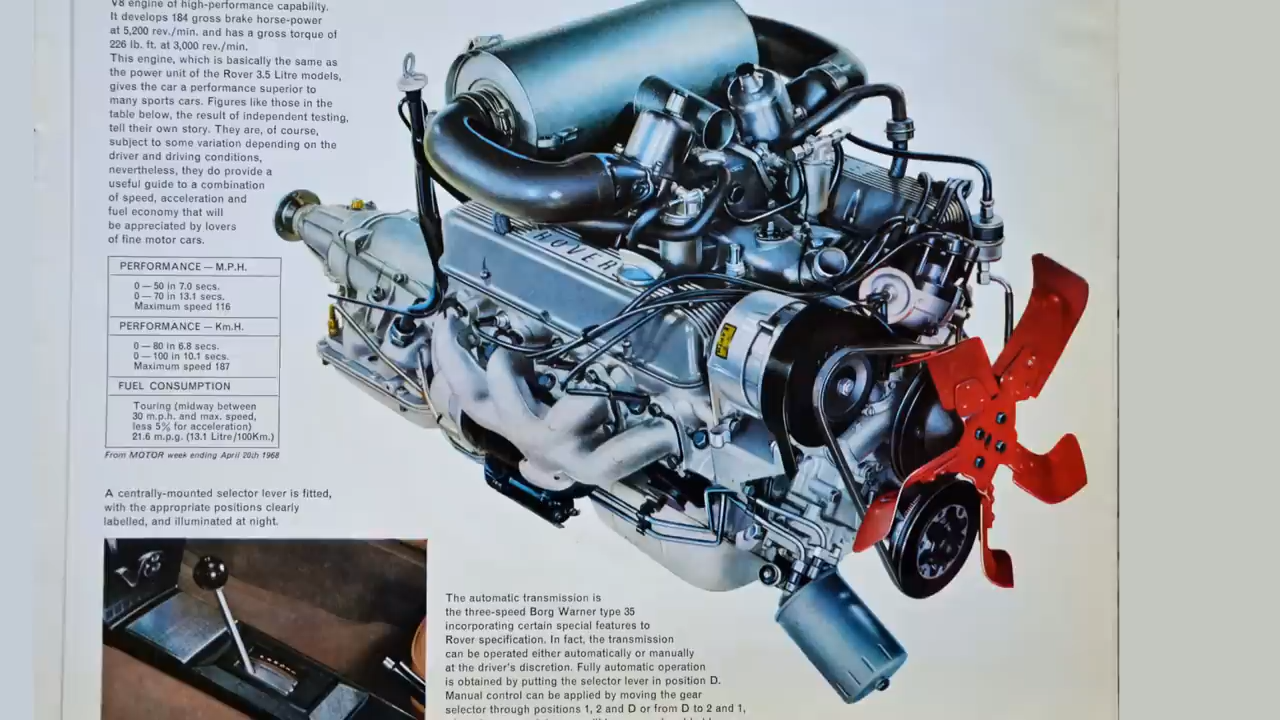 V8 engine of high-performance capability.
It develops 184 gross brake horse-power
at 5,200 rev./min. and has a gross torque of
226 lb. ft. at 3,000 rev./min.
This engine, which is basically the same as
the power unit of the Rover 3.5 Litre models,
gives the car a performance superior to
many sports cars. Figures like those in the
table below, the result of independent testing,
tell their own story. They are, of course,
subject to some variation depending on the
driver and driving conditions,
nevertheless, they do provide a
useful guide to a combination
of speed, acceleration and
fuel economy that will
be appreciated by lovers
of fine motor cars.
PERFORMANCE — M.P.H.
0 — 50 in 7.0 secs.
0 — 70 in 13.1 secs.
Maximum speed 116
PERFORMANCE — Km.H.
0 — 80 in 6.8 secs.
0 — 100 in 10.1 secs.
Maximum speed 187
FUEL CONSUMPTION
Touring (midway between
30 m.p.h. and max. speed,
less 5% for acceleration)
21.6 m.p.g. (13.1 Litre/100Km.)
From MOTOR week ending April 20th 1968
ROVER
A centrally-mounted selector lever is fitted,
with the appropriate positions clearly
labelled, and illuminated at night.
V8
The automatic transmission is
the three-speed Borg Warner type 35
incorporating certain special features to
Rover specification. In fact, the transmission
can be operated either automatically or manually
at the driver's discretion. Fully automatic operation
is obtained by putting the selector lever in position D.
Manual control can be applied by moving the gear
selector through positions 1, 2 and D or from D to 2 and 1,